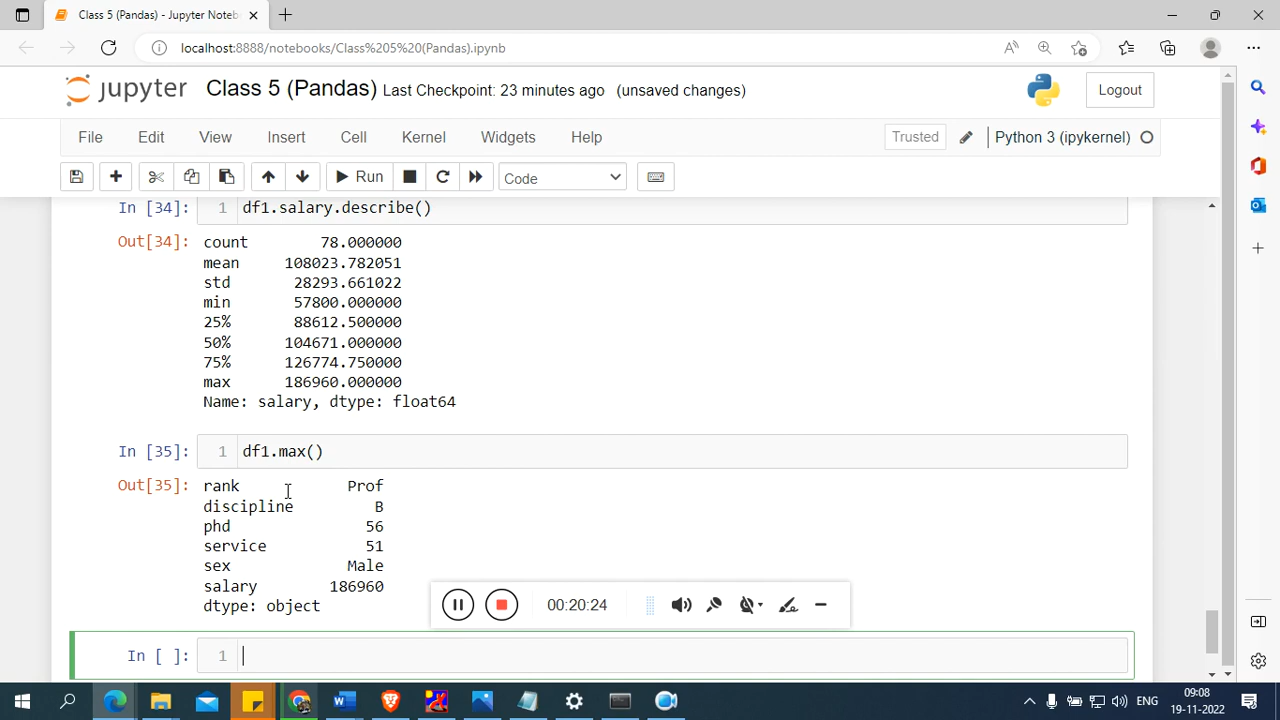 Class 5 (Pandas) - Jupyter Noteb
localhost:8888/notebooks/Class%205%20(Pandas).ipynb
jupyter Class 5 (Pandas) Last Checkpoint: 23 minutes ago (unsaved changes)
Logout
File Edit View Insert Cell Kernel Widgets Help
Trusted
Python 3 (ipykernel)
Run
Code
In [34]: 1 df1.salary.describe()
Out[34]: count 78.000000
mean 108023.782051
std 28293.661022
min 57800.000000
25% 88612.500000
50% 104671.000000
75% 126774.750000
max 186960.000000
Name: salary, dtype: float64
In [35]: 1 df1.max()
Out[35]: rank Prof
discipline B
phd 56
service 51
sex Male
salary 186960
dtype: object
00:20:24
In [ ]: 1
ENG
09:08
19-11-2022